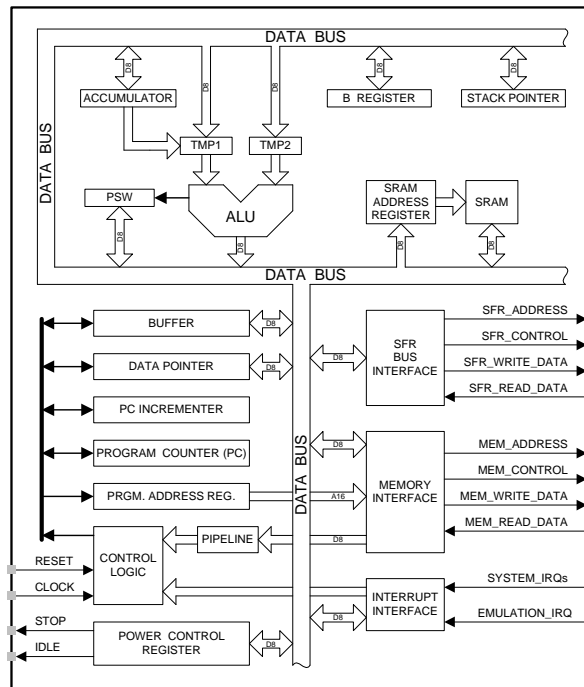 DATA BUS
D8
D8
D8
D8
D8
ACCUMULATOR
B REGISTER
STACK POINTER
DATA BUS
TMP1
TMP2
PSW
ALU
SRAM
ADDRESS
REGISTER
SRAM
D8
D8
D8
D8
DATA BUS
BUFFER
D8
DATA POINTER
D8
PC INCREMENTER
PROGRAM COUNTER (PC)
PRGM. ADDRESS REG.
A16
DATA BUS
D8
SFR
BUS
INTERFACE
SFR_ADDRESS
SFR_CONTROL
SFR_WRITE_DATA
SFR_READ_DATA
D8
MEMORY
INTERFACE
MEM_ADDRESS
MEM_CONTROL
MEM_WRITE_DATA
MEM_READ_DATA
RESET
CLOCK
CONTROL
LOGIC
PIPELINE
D8
STOP
IDLE
POWER CONTROL
REGISTER
D8
D8
INTERRUPT
INTERFACE
SYSTEM_IRQs
EMULATION_IRQ